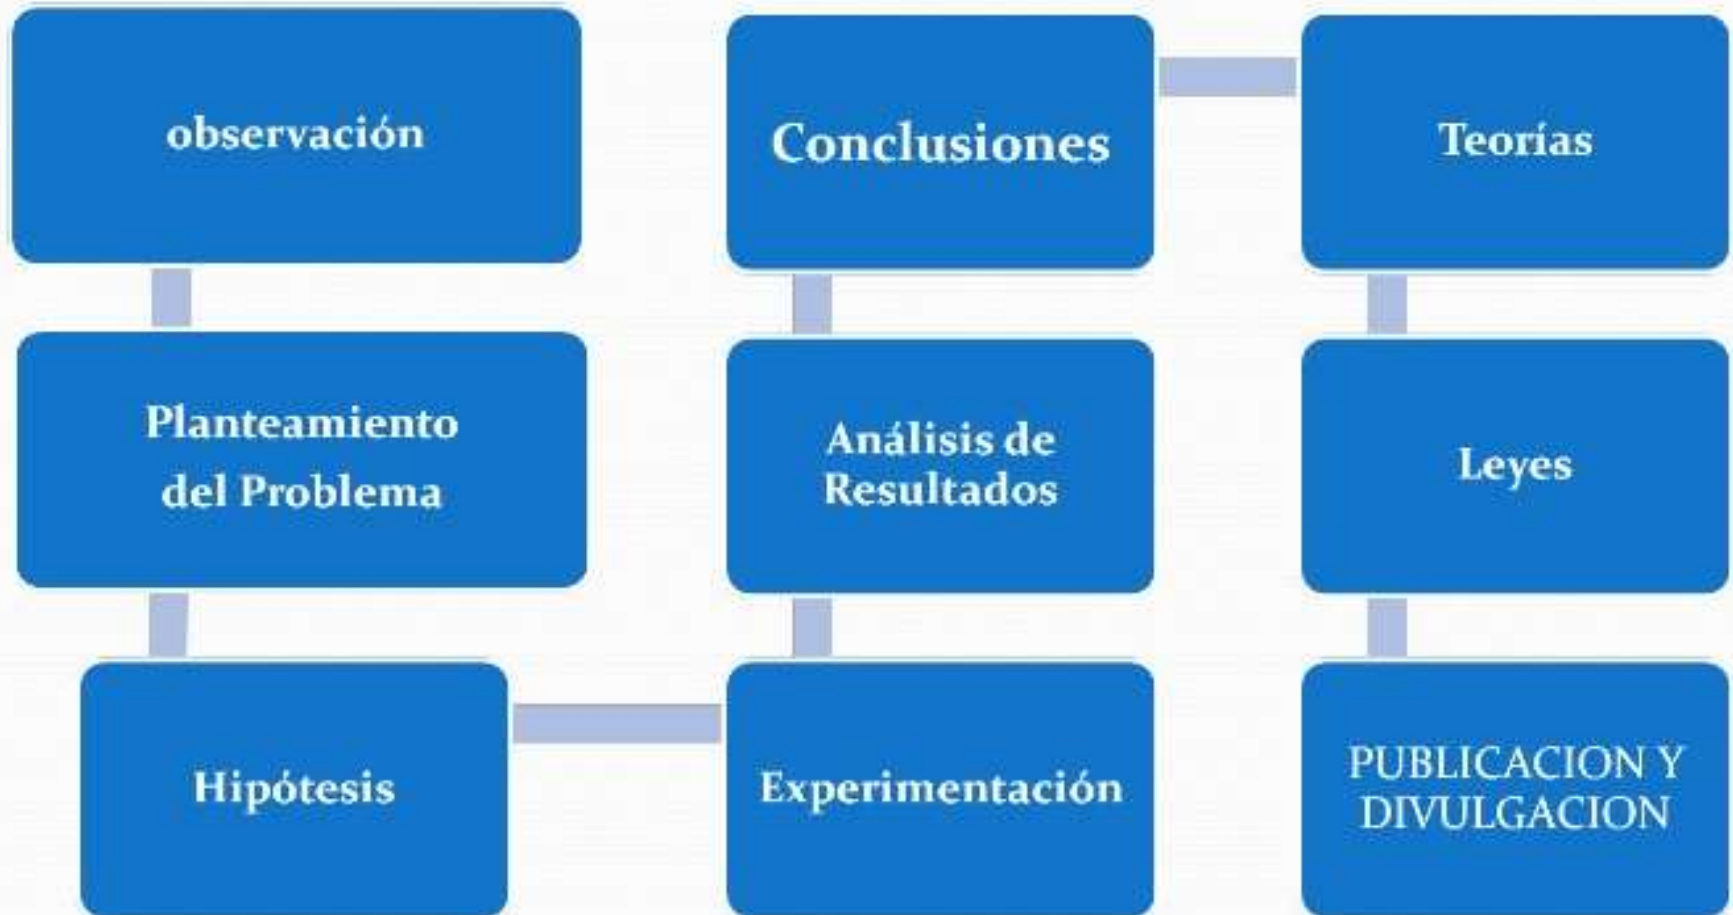 observación
Planteamiento
del Problema
Hipótesis
Experimentación
Análisis de
Resultados
Conclusiones
Teorías
Leyes
PUBLICACION Y
DIVULGACION